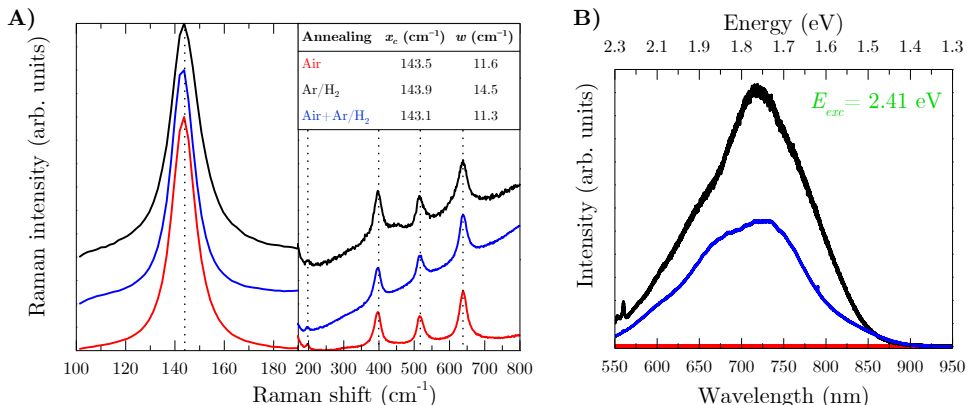 A)
Raman intensity (arb. units)
Annealing x_c (cm⁻¹) w (cm⁻¹)
Air 143.5 11.6
Ar/H₂ 143.9 14.5
Air+Ar/H₂ 143.1 11.3
100 120 140 160 180 200 300 400 500 600 700 800
Raman shift (cm⁻¹)
B)
Energy (eV)
2.3 2.1 2 1.9 1.8 1.7 1.6 1.5 1.4 1.3
Intensity (arb. units)
E_exc= 2.41 eV
550 600 650 700 750 800 850 900 950
Wavelength (nm)